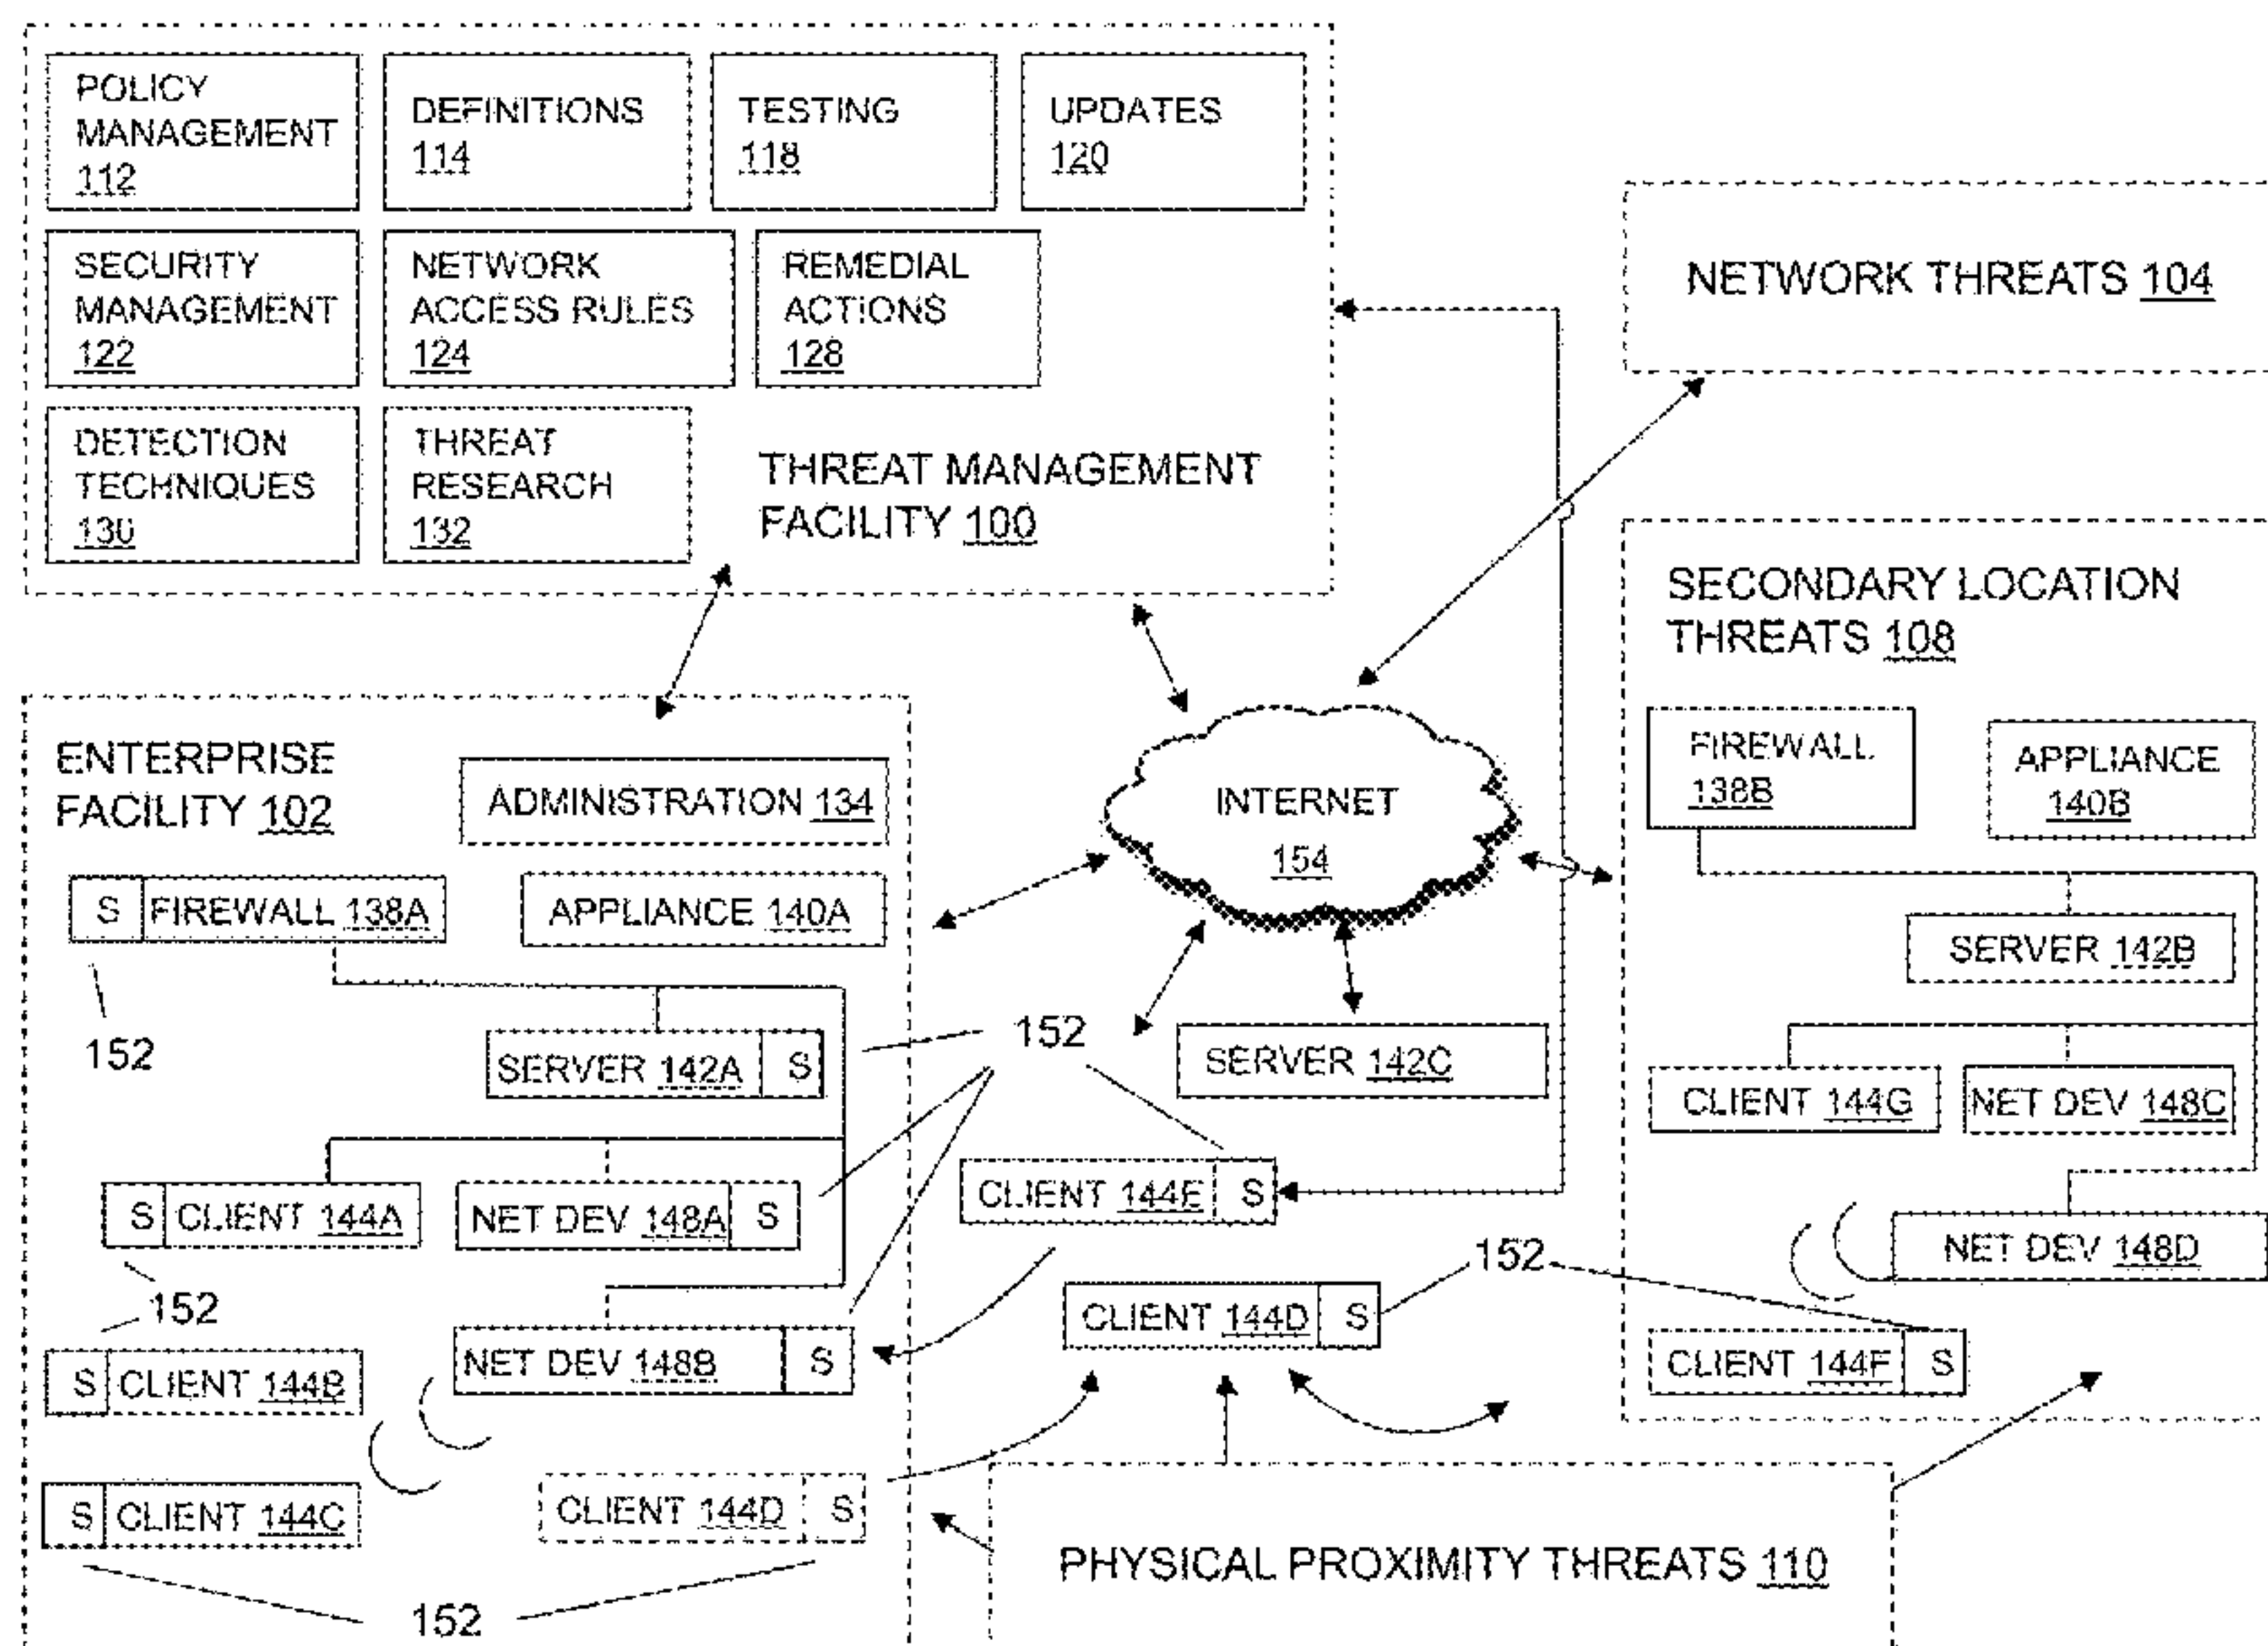 POLICY
MANAGEMENT
112
DEFINITIONS
114
TESTING
118
UPDATES
120
SECURITY
MANAGEMENT
122
NETWORK
ACCESS RULES
124
REMEDIAL
ACTIONS
128
DETECTION
TECHNIQUES
130
THREAT
RESEARCH
132
THREAT MANAGEMENT
FACILITY 100
NETWORK THREATS 104
SECONDARY LOCATION
THREATS 108
FIREWALL
138B
APPLIANCE
140B
SERVER 142B
CLIENT 144G
NET DEV 148C
NET DEV 148D
CLIENT 144F S
INTERNET
154
SERVER 142C
152
CLIENT 144E S
152
CLIENT 144D S
ENTERPRISE
FACILITY 102
ADMINISTRATION 134
S FIREWALL 138A
APPLIANCE 140A
152
SERVER 142A S
S CLIENT 144A
NET DEV 148A S
152
NET DEV 148B S
S CLIENT 144B
S CLIENT 144C
CLIENT 144D S
152
PHYSICAL PROXIMITY THREATS 110